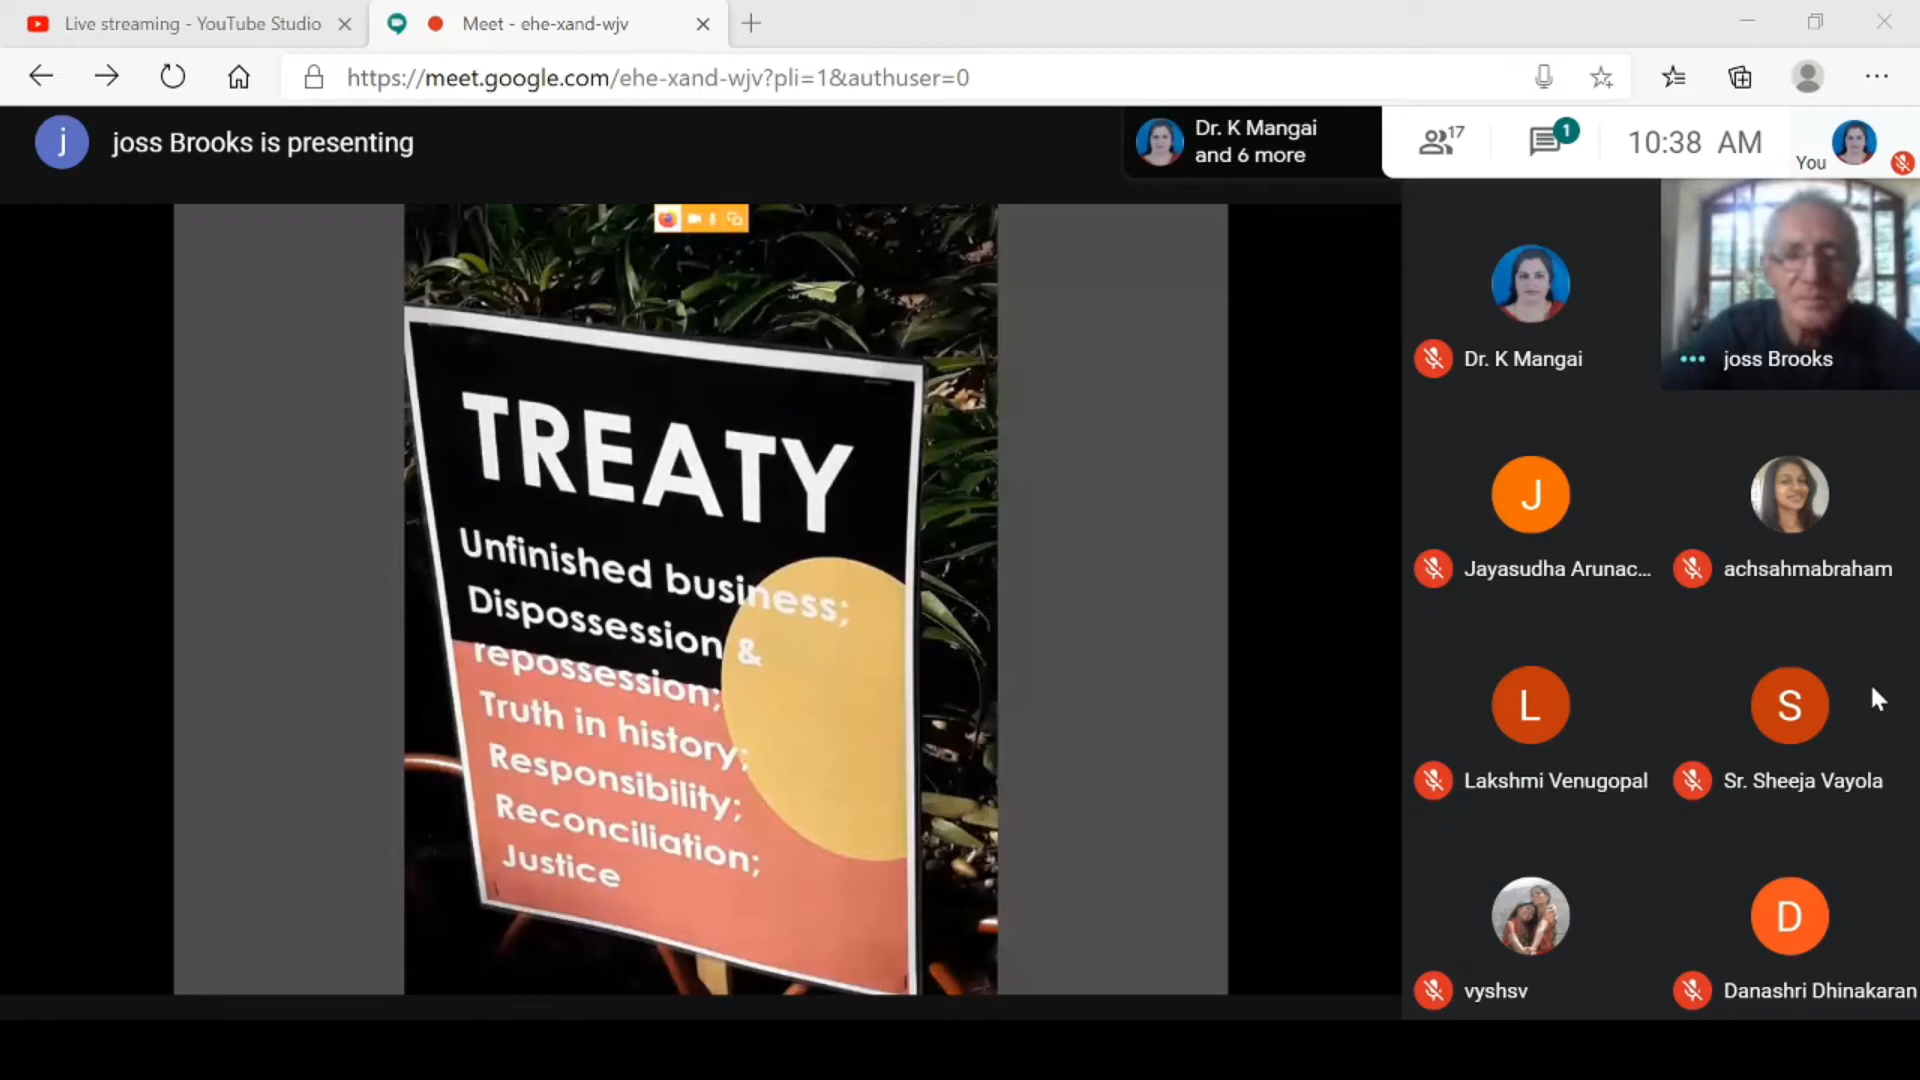 Live streaming - YouTube Studio
Meet - ehe-xand-wjv
https://meet.google.com/ehe-xand-wjv?pli=1&authuser=0
j
joss Brooks is presenting
Dr. K Mangai
and 6 more
17
1
10:38 AM
You
TREATY
Unfinished business;
Dispossession &
repossession;
Truth in history;
Responsibility;
Reconciliation;
Justice
Dr. K Mangai
joss Brooks
J
Jayasudha Arunac...
achsahmabraham
L
Lakshmi Venugopal
S
Sr. Sheeja Vayola
vyshsv
D
Danashri Dhinakaran